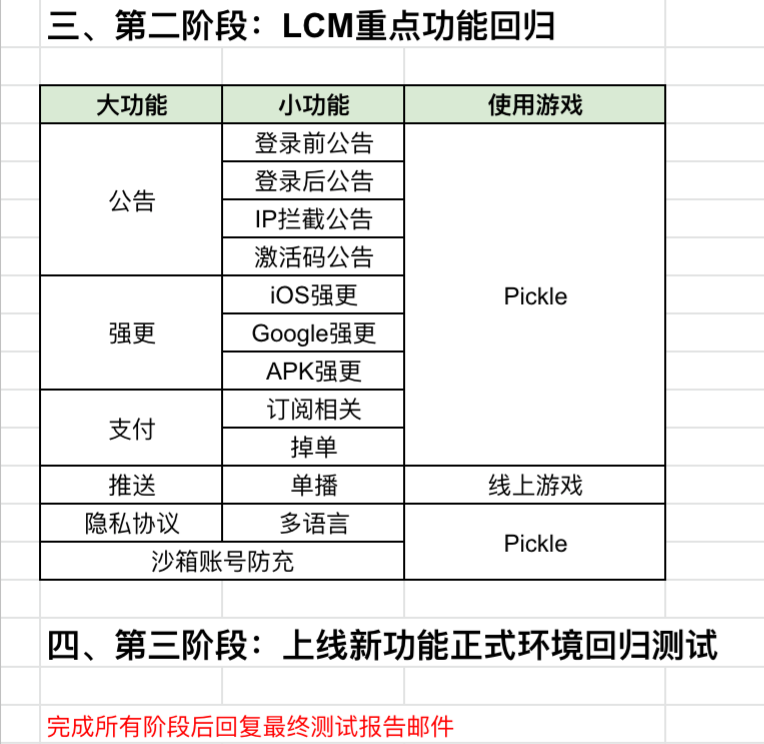 三、第二阶段：LCM重点功能回归
大功能 小功能 使用游戏
公告
登录前公告
登录后公告
IP拦截公告
激活码公告
强更
iOS强更
Google强更
APK强更
支付
订阅相关
掉单
Pickle
推送 单播 线上游戏
隐私协议 多语言
沙箱账号防充
Pickle
四、第三阶段：上线新功能正式环境回归测试
完成所有阶段后回复最终测试报告邮件